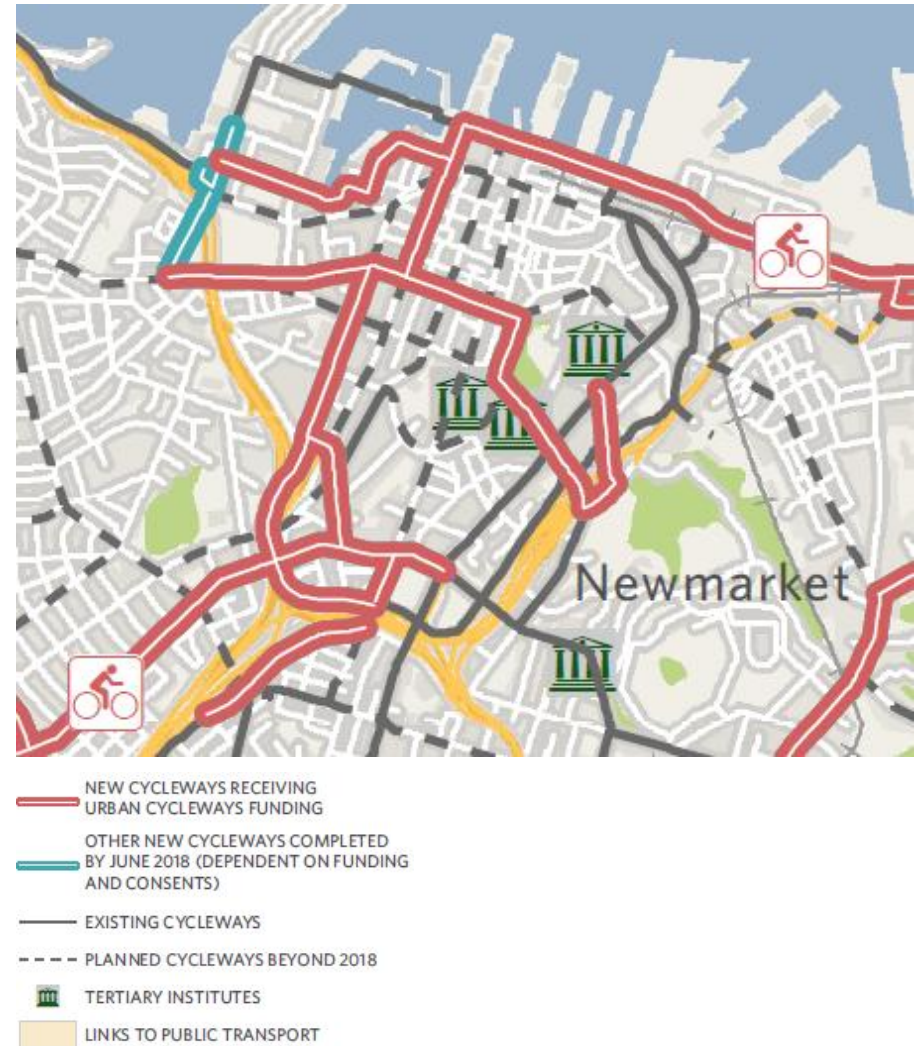 Newmarket
NEW CYCLEWAYS RECEIVING
URBAN CYCLEWAYS FUNDING
OTHER NEW CYCLEWAYS COMPLETED
BY JUNE 2018 (DEPENDENT ON FUNDING
AND CONSENTS)
EXISTING CYCLEWAYS
PLANNED CYCLEWAYS BEYOND 2018
TERTIARY INSTITUTES
LINKS TO PUBLIC TRANSPORT